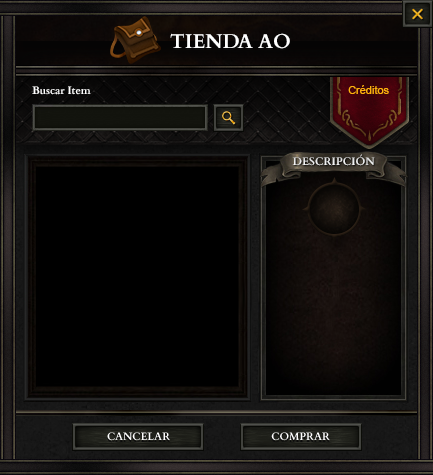 TIENDA AO
Buscar Item
Créditos
DESCRIPCIÓN
CANCELAR
COMPRAR